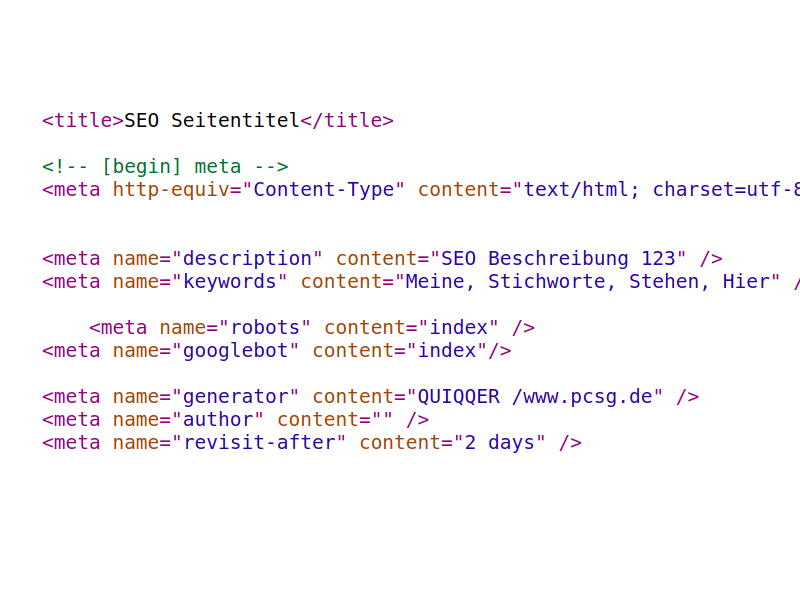 <title>SEO Seitentitel</title>
<!-- [begin] meta -->
<meta http-equiv="Content-Type" content="text/html; charset=utf-8
<meta name="description" content="SEO Beschreibung 123" />
<meta name="keywords" content="Meine, Stichworte, Stehen, Hier" /
<meta name="robots" content="index" />
<meta name="googlebot" content="index"/>
<meta name="generator" content="QUIQQER /www.pcsg.de" />
<meta name="author" content="" />
<meta name="revisit-after" content="2 days" />